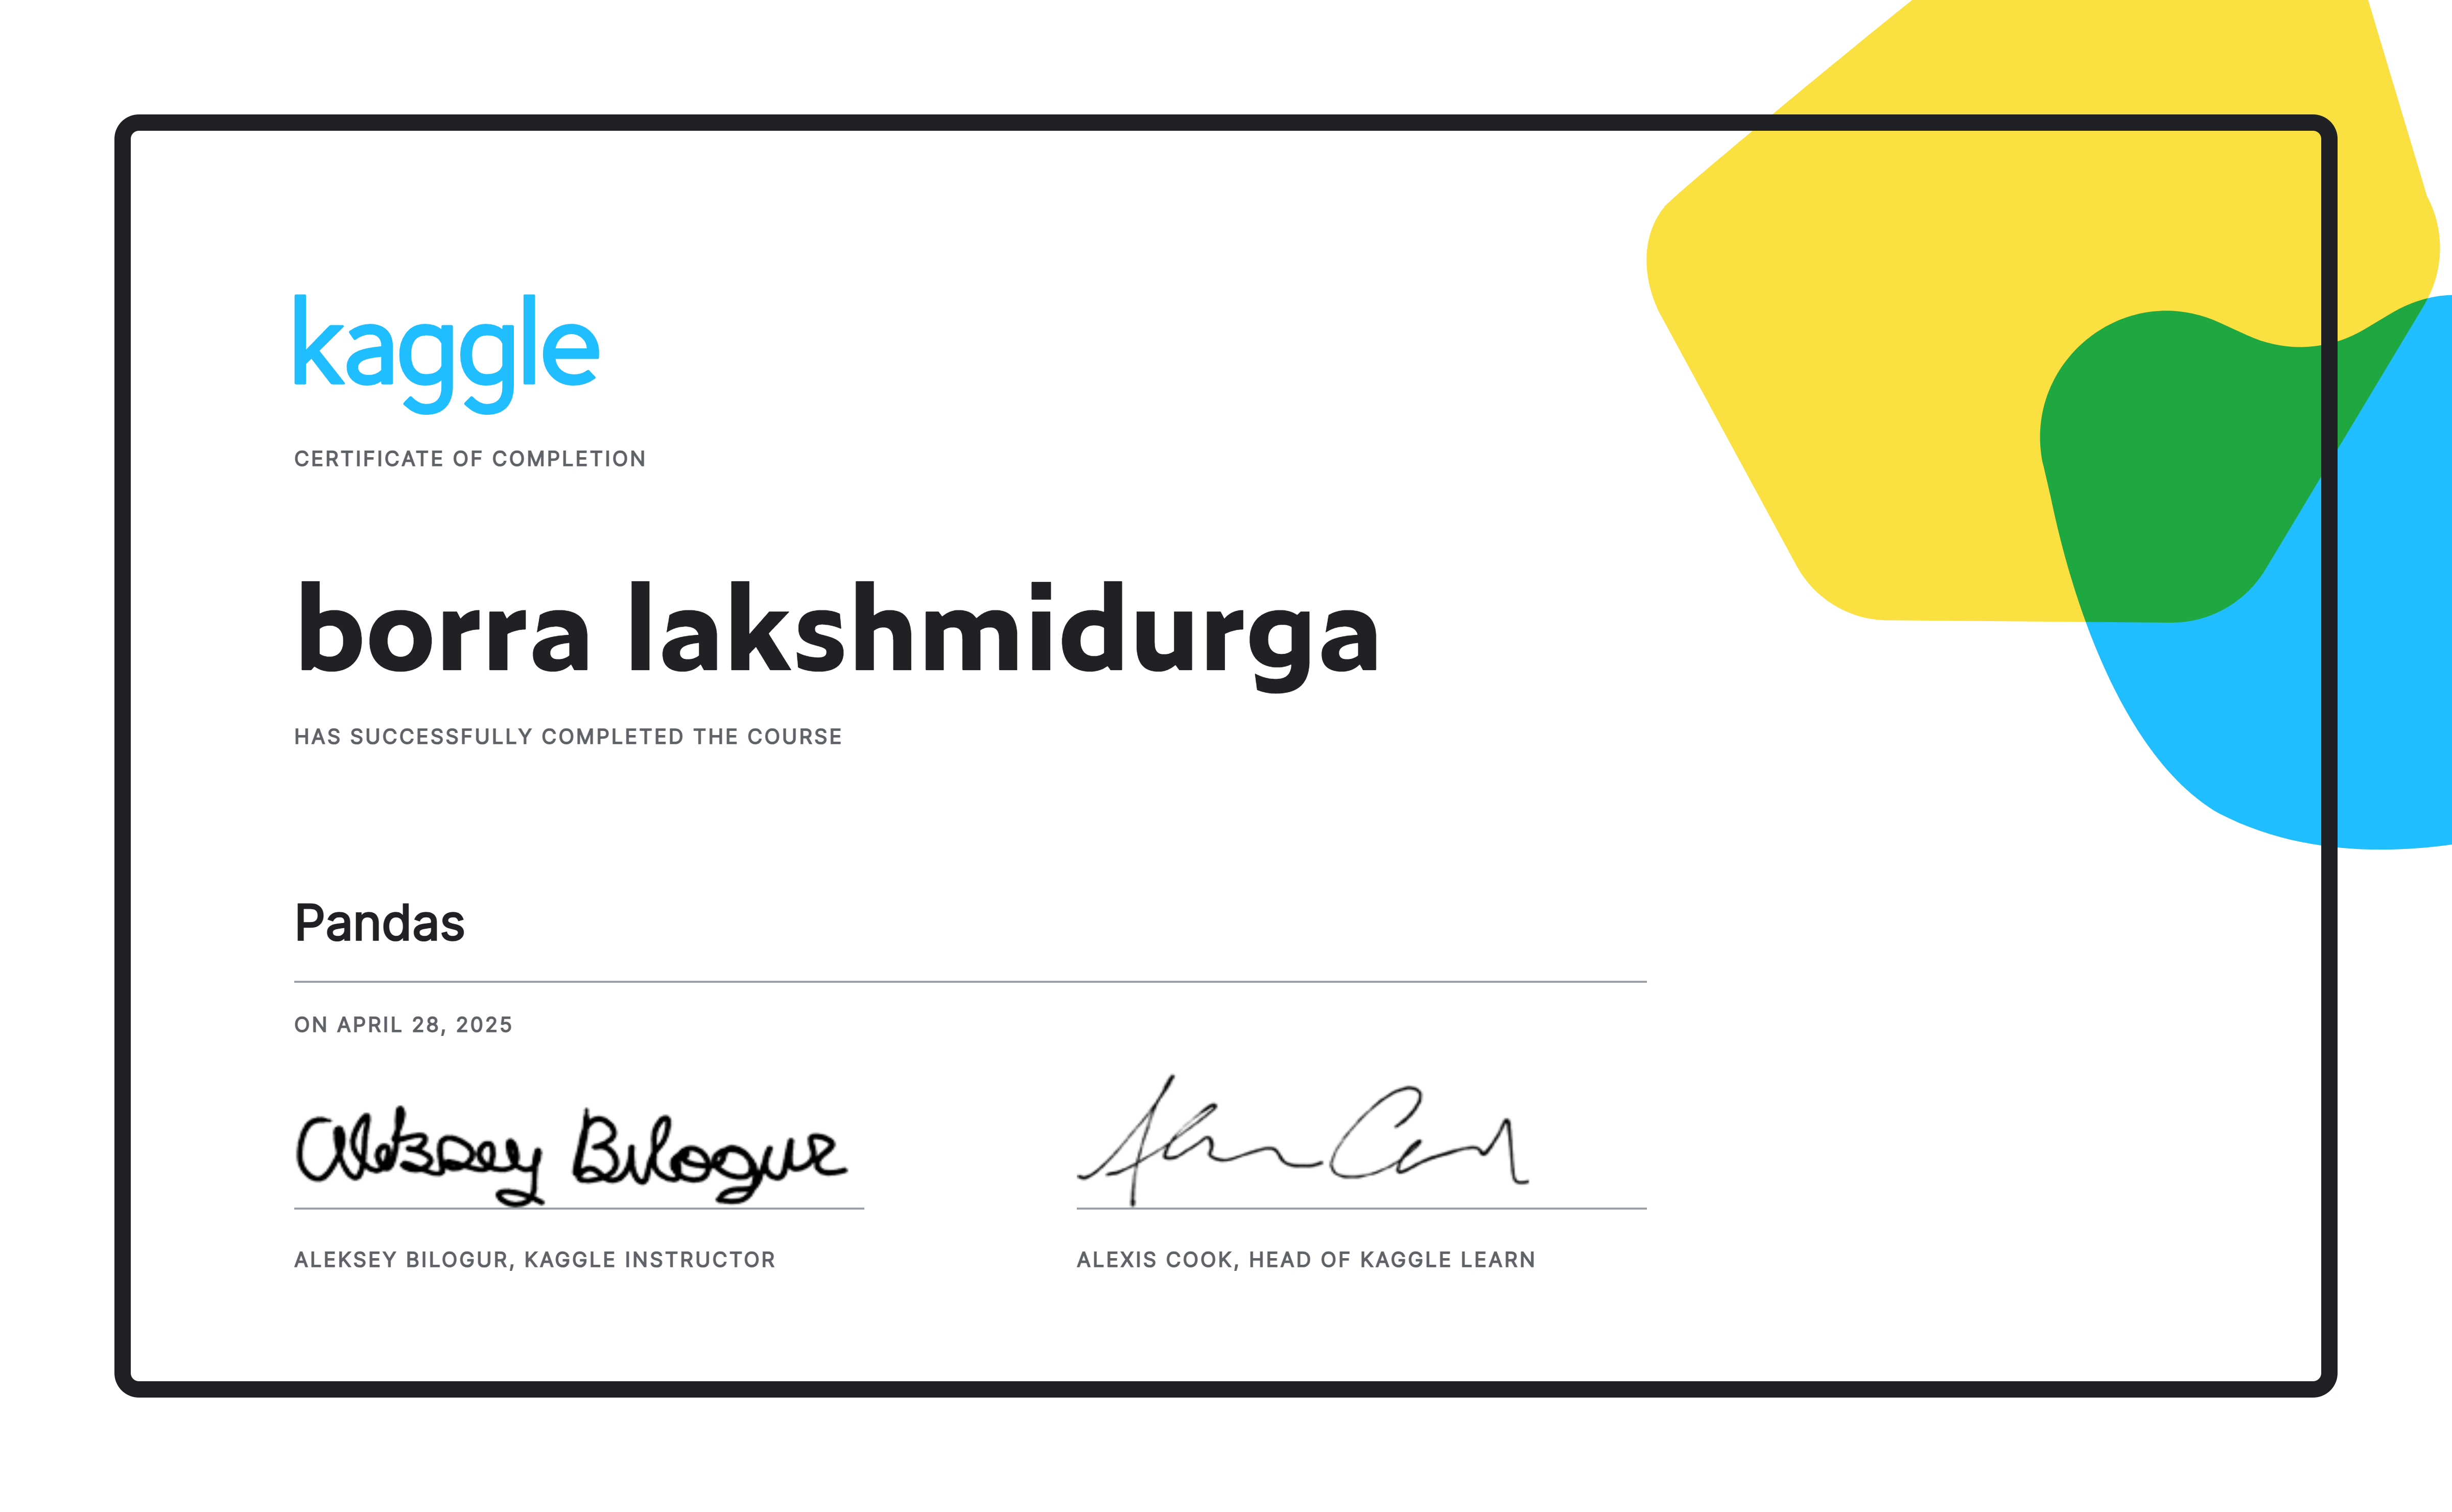 kaggle
CERTIFICATE OF COMPLETION
borra lakshmidurga
HAS SUCCESSFULLY COMPLETED THE COURSE
Pandas
ON APRIL 28, 2025
Aleksey Bilogur
ALEKSEY BILOGUR, KAGGLE INSTRUCTOR
ALEXIS COOK, HEAD OF KAGGLE LEARN